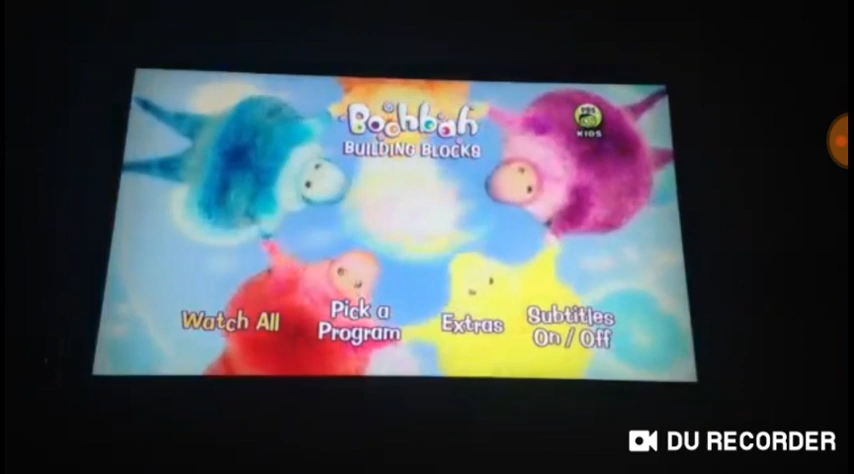 Boohbah
BUILDING BLOCKS
PBS
KIDS
Watch All
Pick a
Program
Extras
Subtitles
On / Off
DU RECORDER